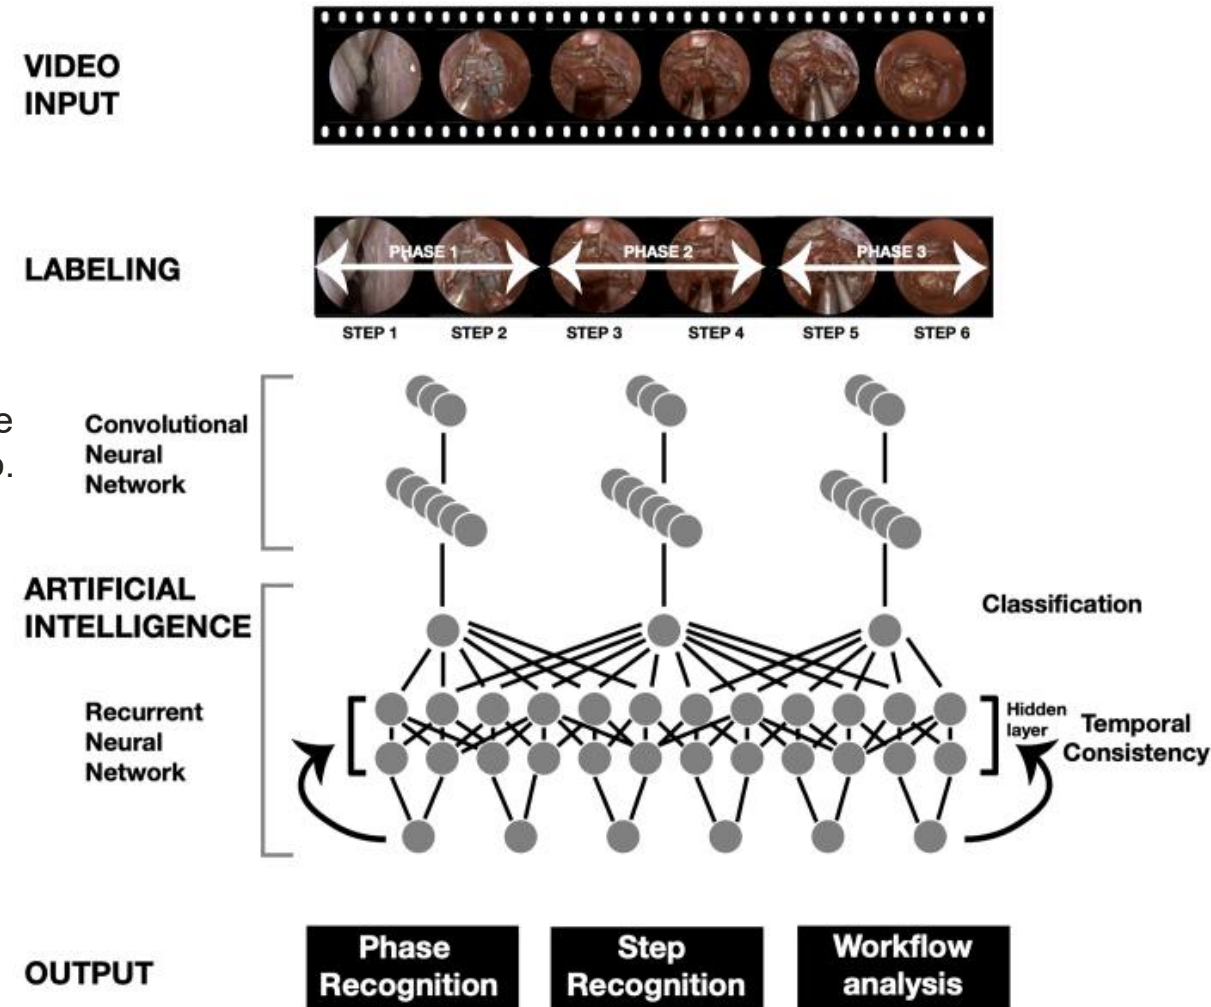 VIDEO
INPUT
LABELING
PHASE 1
PHASE 2
PHASE 3
STEP 1
STEP 2
STEP 3
STEP 4
STEP 5
STEP 6
Convolutional
Neural
Network
ARTIFICIAL
INTELLIGENCE
Classification
Recurrent
Neural
Network
Hidden
layer
Temporal
Consistency
OUTPUT
Phase
Recognition
Step
Recognition
Workflow
analysis